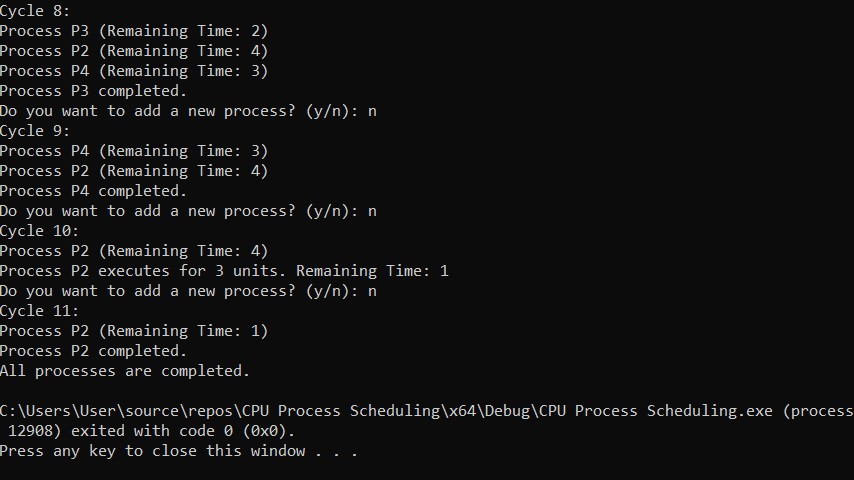 Cycle 8:
Process P3 (Remaining Time: 2)
Process P2 (Remaining Time: 4)
Process P4 (Remaining Time: 3)
Process P3 completed.
Do you want to add a new process? (y/n): n
Cycle 9:
Process P4 (Remaining Time: 3)
Process P2 (Remaining Time: 4)
Process P4 completed.
Do you want to add a new process? (y/n): n
Cycle 10:
Process P2 (Remaining Time: 4)
Process P2 executes for 3 units. Remaining Time: 1
Do you want to add a new process? (y/n): n
Cycle 11:
Process P2 (Remaining Time: 1)
Process P2 completed.
All processes are completed.

C:\Users\User\source\repos\CPU Process Scheduling\x64\Debug\CPU Process Scheduling.exe (process
 12908) exited with code 0 (0x0).
Press any key to close this window . . .